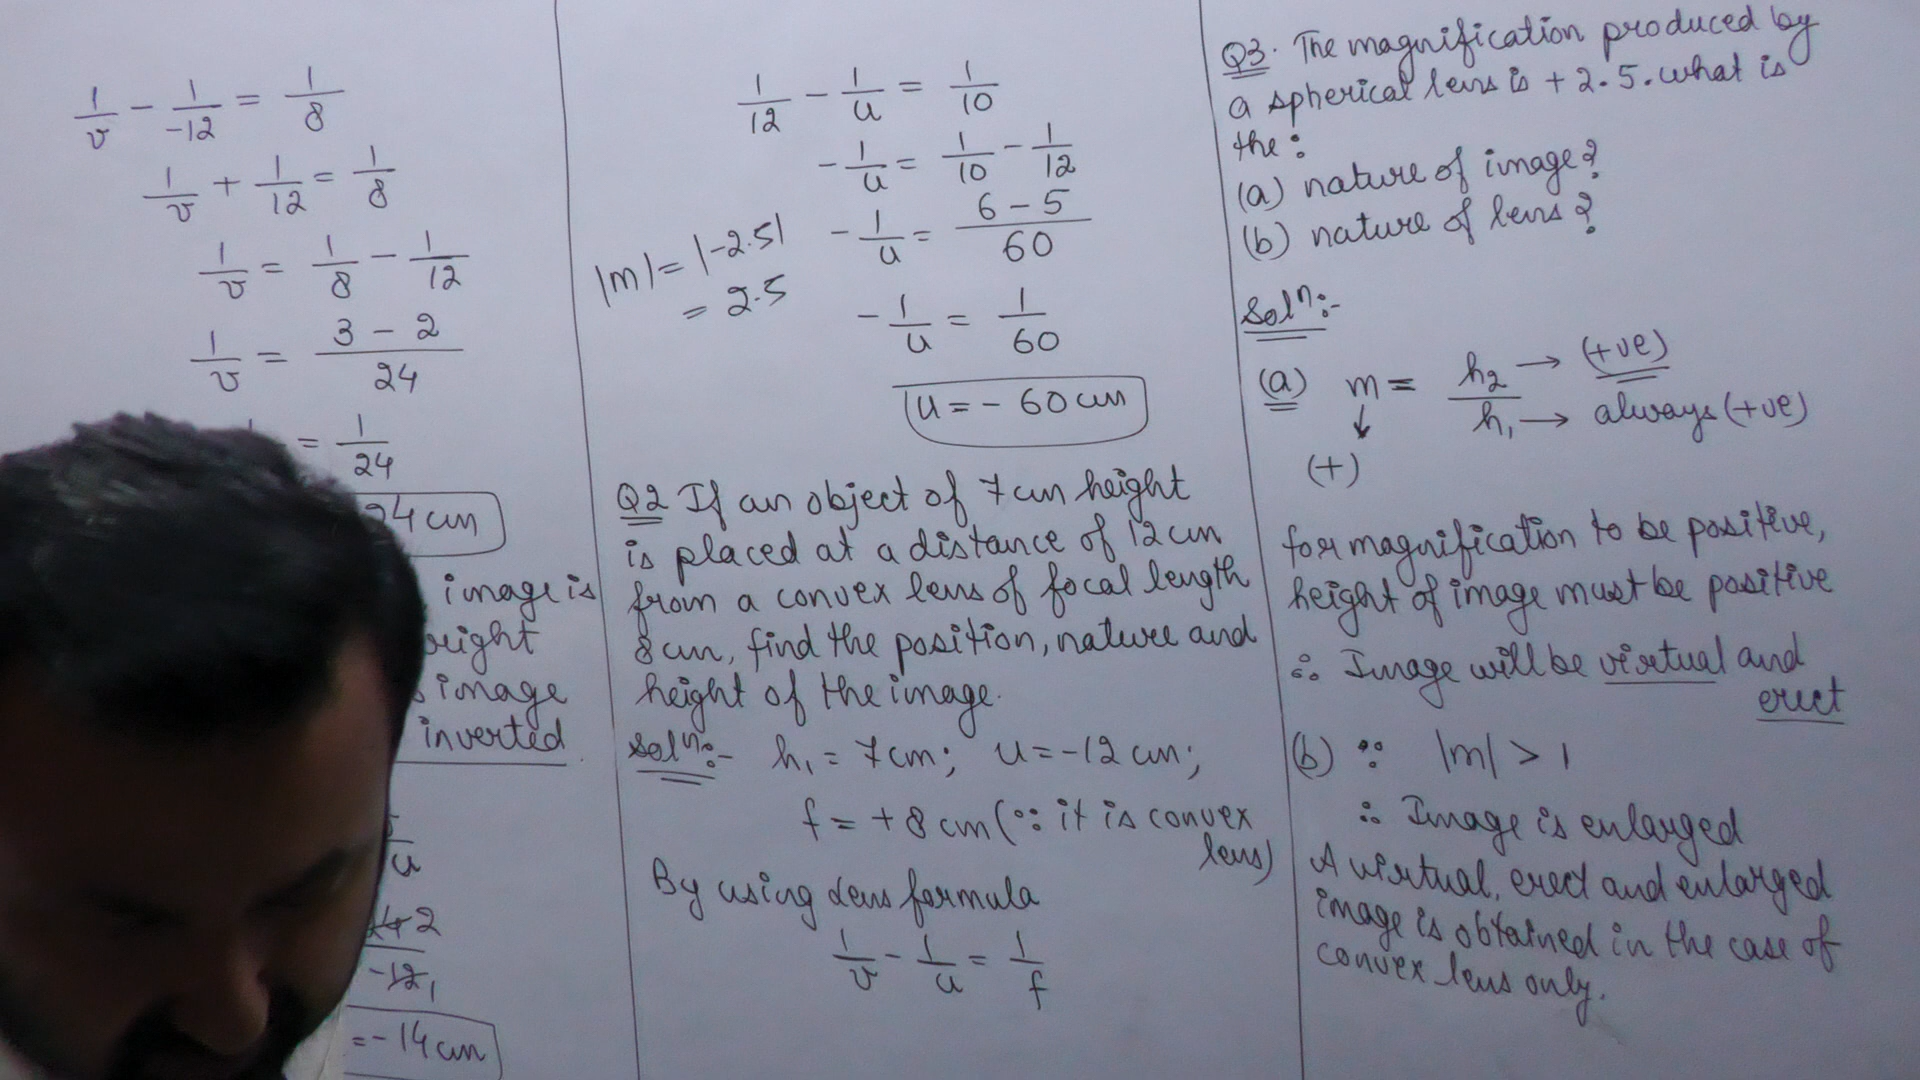 1/v - 1/-12 = 1/8
1/v + 1/12 = 1/8
1/v = 1/8 - 1/12
1/v = 3 - 2/24
= 1/24
24 cm
image is
right
image
inverted
u
2
-12 1
= - 14 cm
1/12 - 1/u = 1/10
- 1/u = 1/10 - 1/12
- 1/u = 6 - 5/60
|m| = |-2.5|
= 2.5
- 1/u = 1/60
u = - 60 cm
Q2 If an object of 7 cm height
is placed at a distance of 12 cm
from a convex lens of focal length
8 cm, find the position, nature and
height of the image.
Solⁿ:- h₁ = 7 cm; u = -12 cm;
f = + 8 cm (∵ it is convex
lens)
By using Lens formula
1/v - 1/u = 1/f
Q3. The magnification produced by
a spherical lens is + 2.5. what is
the:
(a) nature of image?
(b) nature of lens?
Solⁿ:-
(a) m = h₂/h₁
h₂ → (+ve)
h₁ → always (+ve)
↓
(+)
for magnification to be positive,
height of image must be positive
∴ Image will be virtual and
erect
(b) ∵ |m| > 1
∴ Image is enlarged
A virtual, erect and enlarged
image is obtained in the case of
convex lens only.